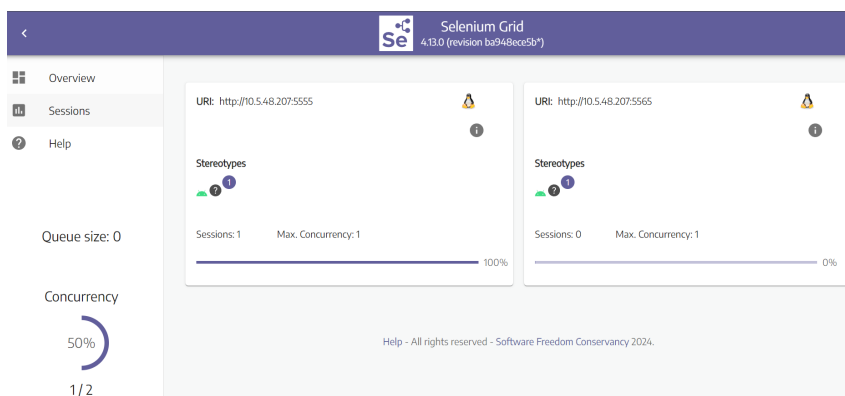 Se
Selenium Grid
4.13.0 (revision ba948ece5b*)
Overview
Sessions
Help
Queue size: 0
Concurrency
50%
1 / 2
URI: http://10.5.48.207:5555
Stereotypes
? 1
Sessions: 1 Max. Concurrency: 1
100%
URI: http://10.5.48.207:5565
Stereotypes
? 1
Sessions: 0 Max. Concurrency: 1
0%
Help - All rights reserved - Software Freedom Conservancy 2024.